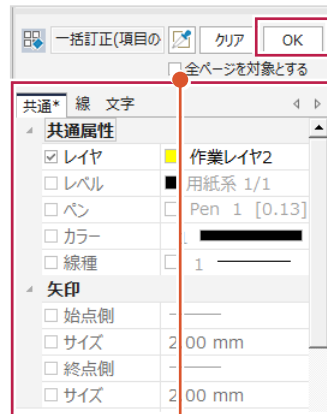 一括訂正(項目の クリア OK
全ページを対象とする
共通* 線 文字
共通属性
レイヤ 作業レイヤ2
レベル 用紙系 1/1
ペン Pen 1 [0.13]
カラー
線種 1
矢印
始点側
サイズ 2.00 mm
終点側
サイズ 2.00 mm